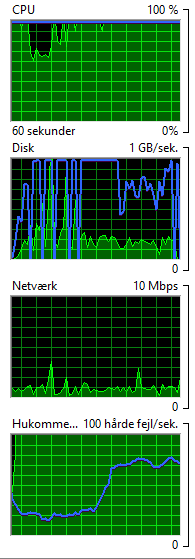 CPU 100 %
60 sekunder 0%
Disk 1 GB/sek.
0
Netværk 10 Mbps
0
Hukomme... 100 hårde fejl/sek.
0